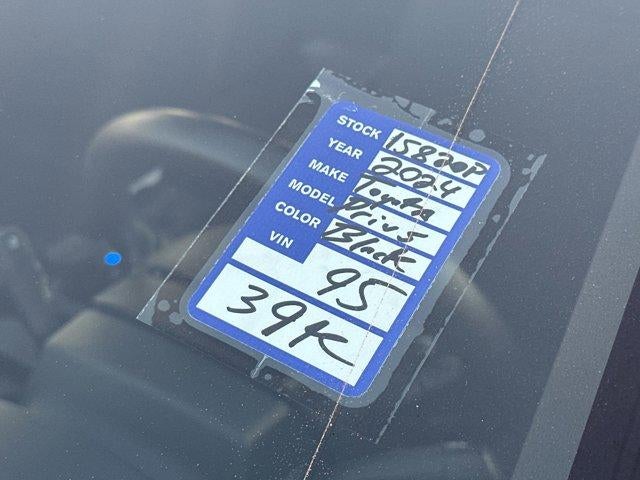 STOCK 15820P
YEAR 2024
MAKE Toyota
MODEL Prius
COLOR Black
VIN 95
39K